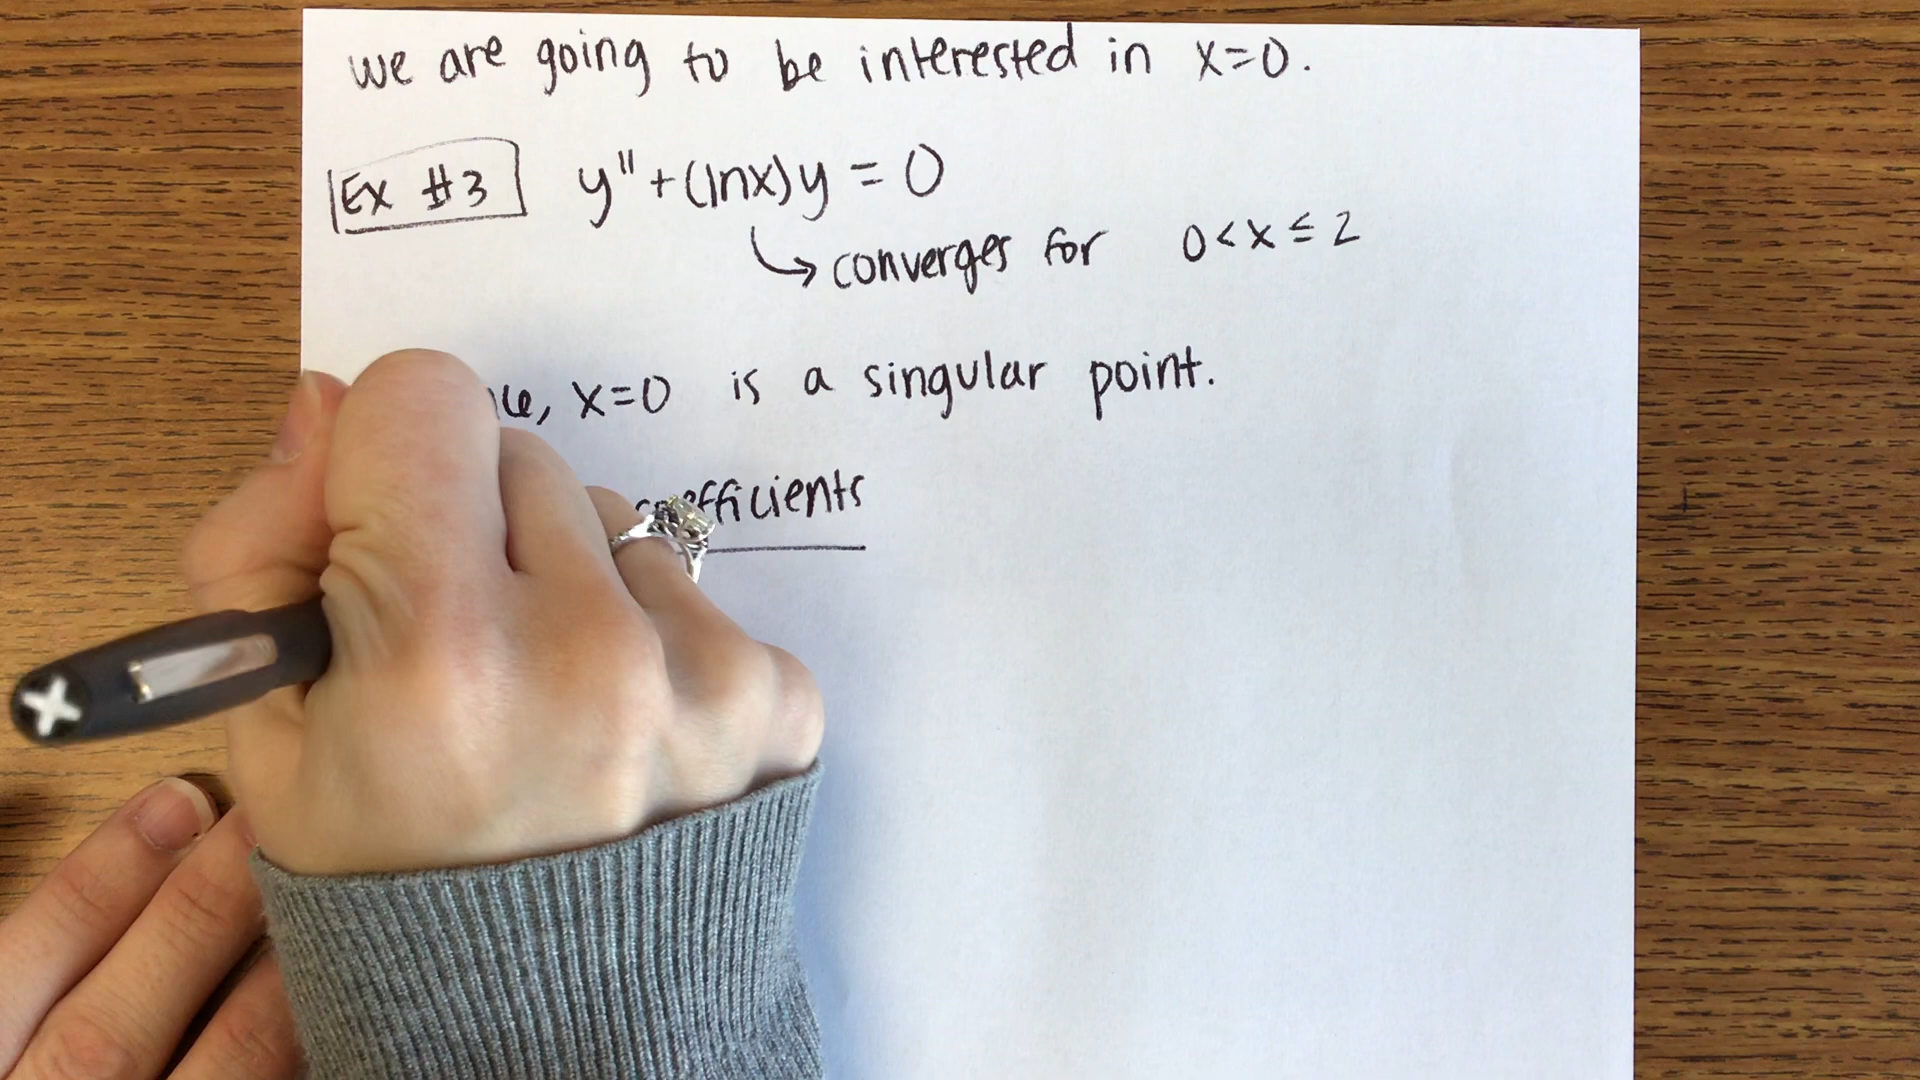 we are going to be interested in x=0.
Ex #3 y"+(lnx)y = 0
↳ converges for 0<x≤2
x=0 is a singular point.
coefficients